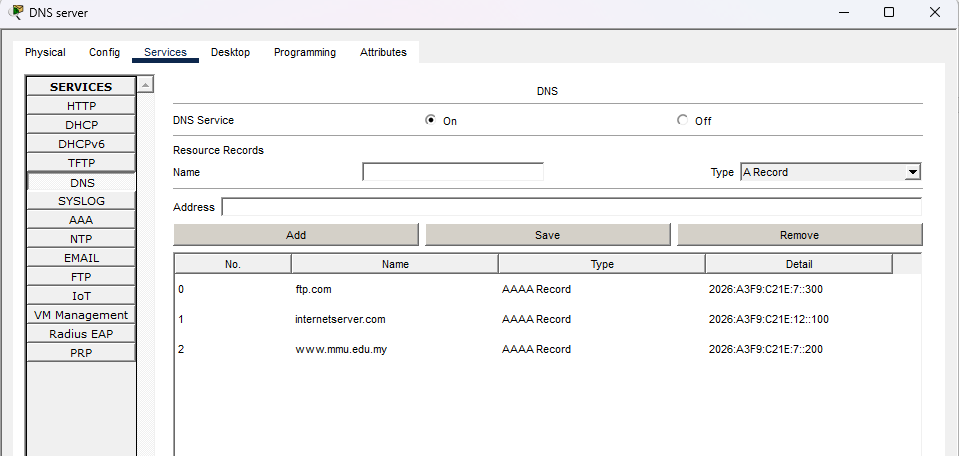 DNS server
Physical Config Services Desktop Programming Attributes
SERVICES
HTTP
DHCP
DHCPv6
TFTP
DNS
SYSLOG
AAA
NTP
EMAIL
FTP
IoT
VM Management
Radius EAP
PRP
DNS
DNS Service On Off
Resource Records
Name Type A Record
Address
Add Save Remove
No. Name Type Detail
0 ftp.com AAAA Record 2026:A3F9:C21E:7::300
1 internetserver.com AAAA Record 2026:A3F9:C21E:12::100
2 www.mmu.edu.my AAAA Record 2026:A3F9:C21E:7::200